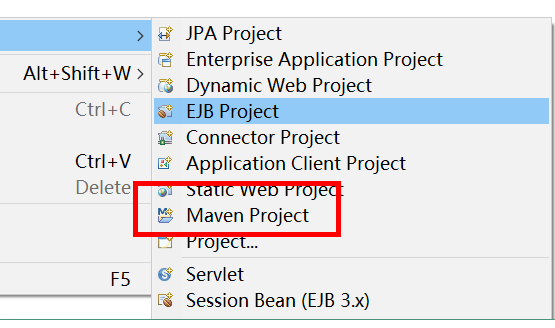 JPA Project
Enterprise Application Project
Alt+Shift+W
Dynamic Web Project
Ctrl+C
EJB Project
Connector Project
Ctrl+V
Application Client Project
Delete
Static Web Project
Maven Project
Project...
F5
Servlet
Session Bean (EJB 3.x)